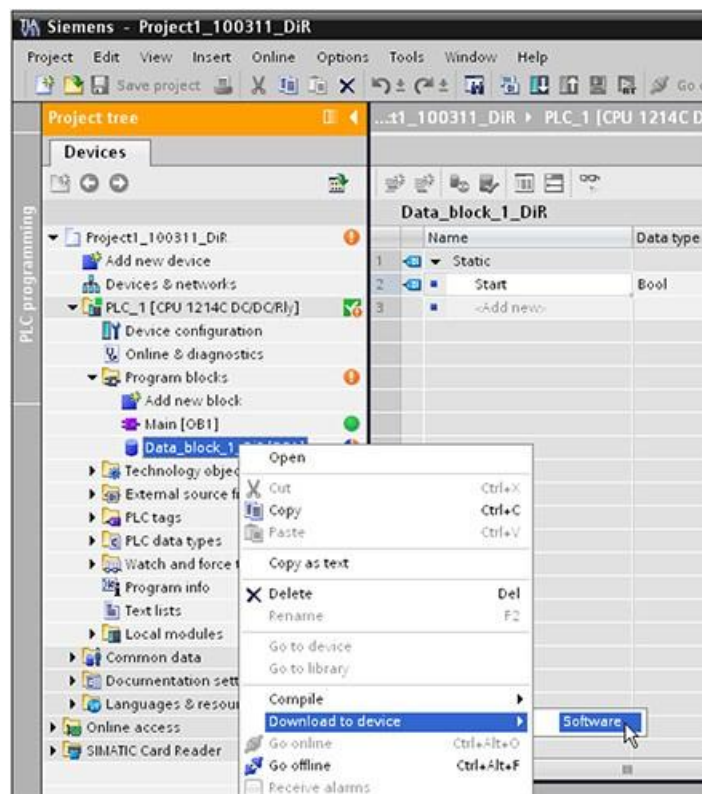 Siemens - Project1_100311_DiR
Project Edit View Insert Online Options Tools Window Help
Save project Go
Project tree
...t1_100311_DiR ▸ PLC_1 [CPU 1214C D
Devices
PLC programming
Data_block_1_DiR
Name Data type
1 Static
2 Start Bool
3 <Add new>
Project1_100311_DiR
Add new device
Devices & networks
PLC_1 [CPU 1214C DC/DC/Rly]
Device configuration
Online & diagnostics
Program blocks
Add new block
Main [OB1]
Data_block_1
Technology objec
External source fi
PLC tags
PLC data types
Watch and force t
Program info
Text lists
Local modules
Common data
Documentation sett
Languages & resour
Online access
SIMATIC Card Reader
Open
Cut Ctrl+X
Copy Ctrl+C
Paste Ctrl+V
Copy as text
Delete Del
Rename F2
Go to device
Go to library
Compile
Download to device
Software
Go online Ctrl+Alt+O
Go offline Ctrl+Alt+F
Receive alarms